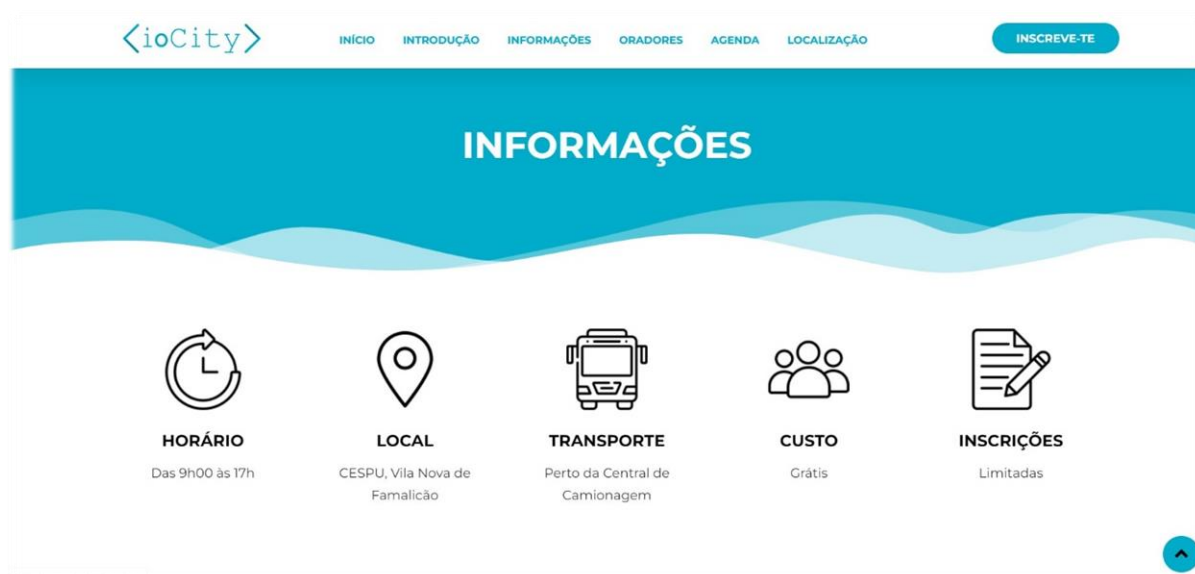 <ioCity>
INÍCIO INTRODUÇÃO INFORMAÇÕES ORADORES AGENDA LOCALIZAÇÃO INSCREVE-TE
INFORMAÇÕES
HORÁRIO
Das 9h00 às 17h
LOCAL
CESPU, Vila Nova de
Famalicão
TRANSPORTE
Perto da Central de
Camionagem
CUSTO
Grátis
INSCRIÇÕES
Limitadas